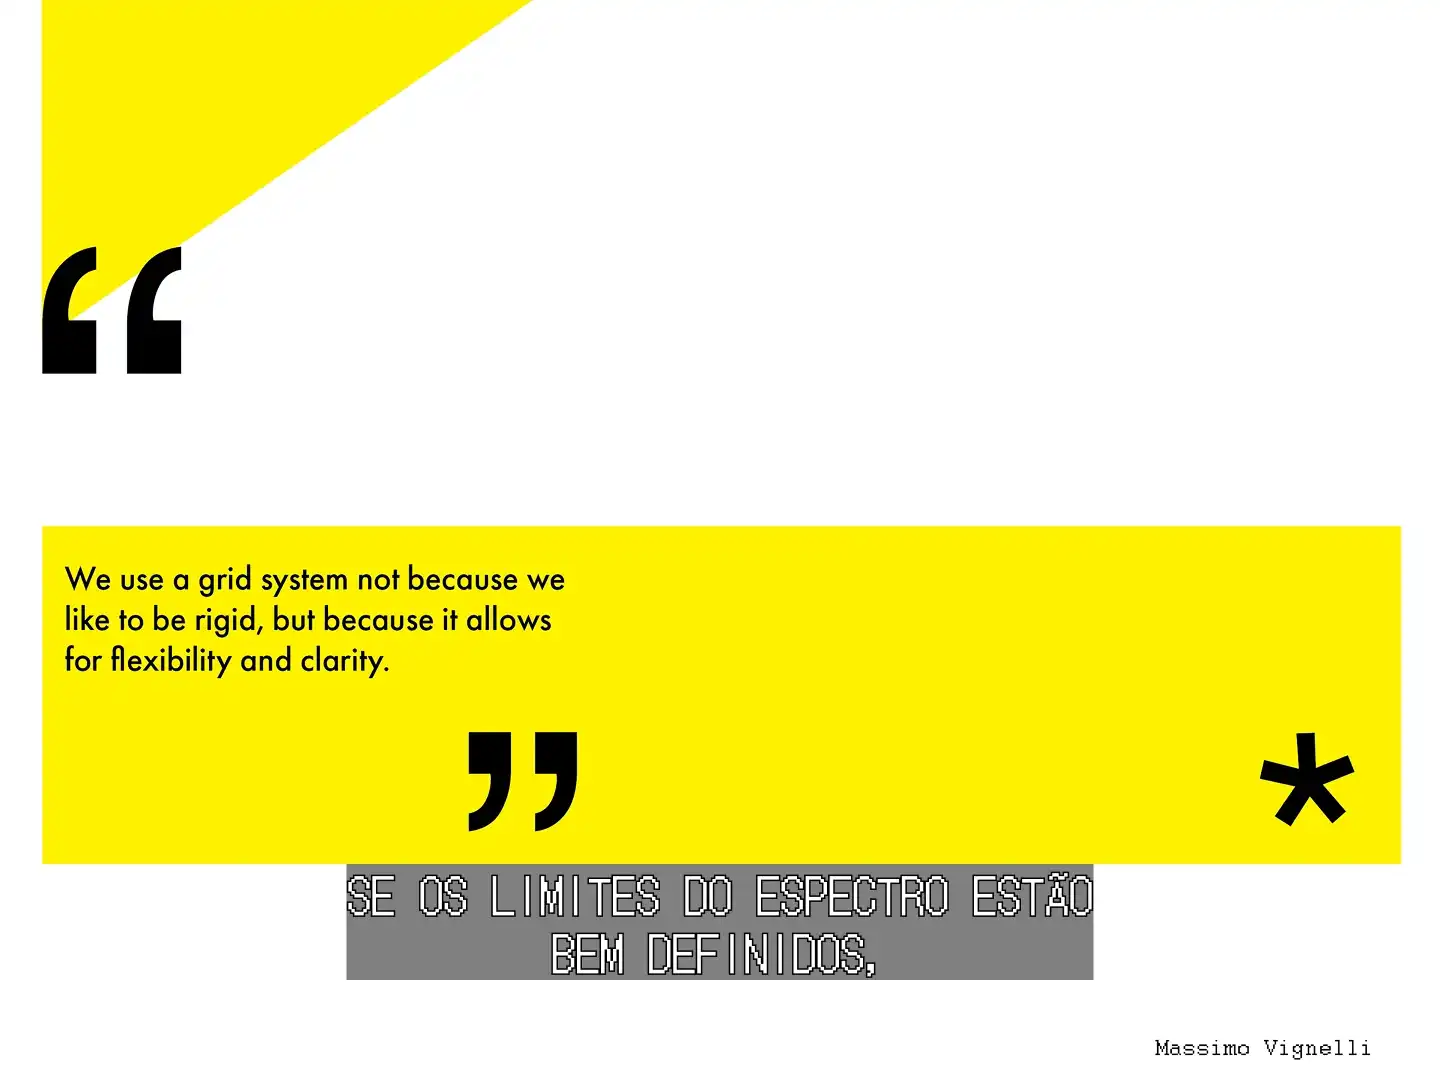 “
We use a grid system not because we
like to be rigid, but because it allows
for flexibility and clarity.
” *
SE OS LIMITES DO ESPECTRO ESTÃO
BEM DEFINIDOS,
Massimo Vignelli